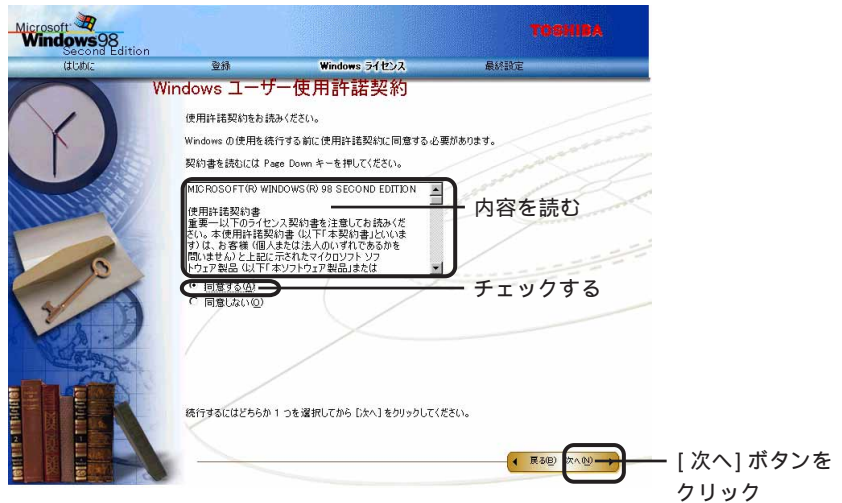 Microsoft
Windows98
Second Edition
TOSHIBA
はじめに
登録
Windows ライセンス
最終設定
Windows ユーザー使用許諾契約
使用許諾契約をお読みください。
Windows の使用を続行する前に使用許諾契約に同意する必要があります。
契約書を読むには Page Down キーを押してください。
MICROSOFT(R) WINDOWS(R) 98 SECOND EDITION
使用許諾契約書
重要－以下のライセンス契約書を注意してお読みくだ
さい。本使用許諾契約書 (以下「本契約書」といいま
す) は、お客様 (個人または法人のいずれであるかを
問いません) と上記に示されたマイクロソフト ソフ
トウェア製品 (以下「本ソフトウェア製品」または
内容を読む
同意する(A)
チェックする
同意しない(O)
続行するにはどちらか 1 つを選択してから [次へ] をクリックしてください。
戻る(B)
次へ(N)
[ 次へ] ボタンを
クリック